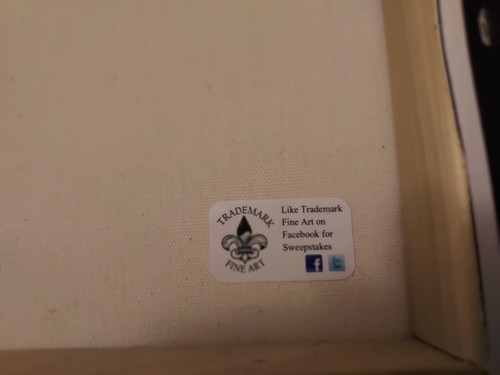 TRADEMARK
FINE ART
Like Trademark
Fine Art on
Facebook for
Sweepstakes
f
t